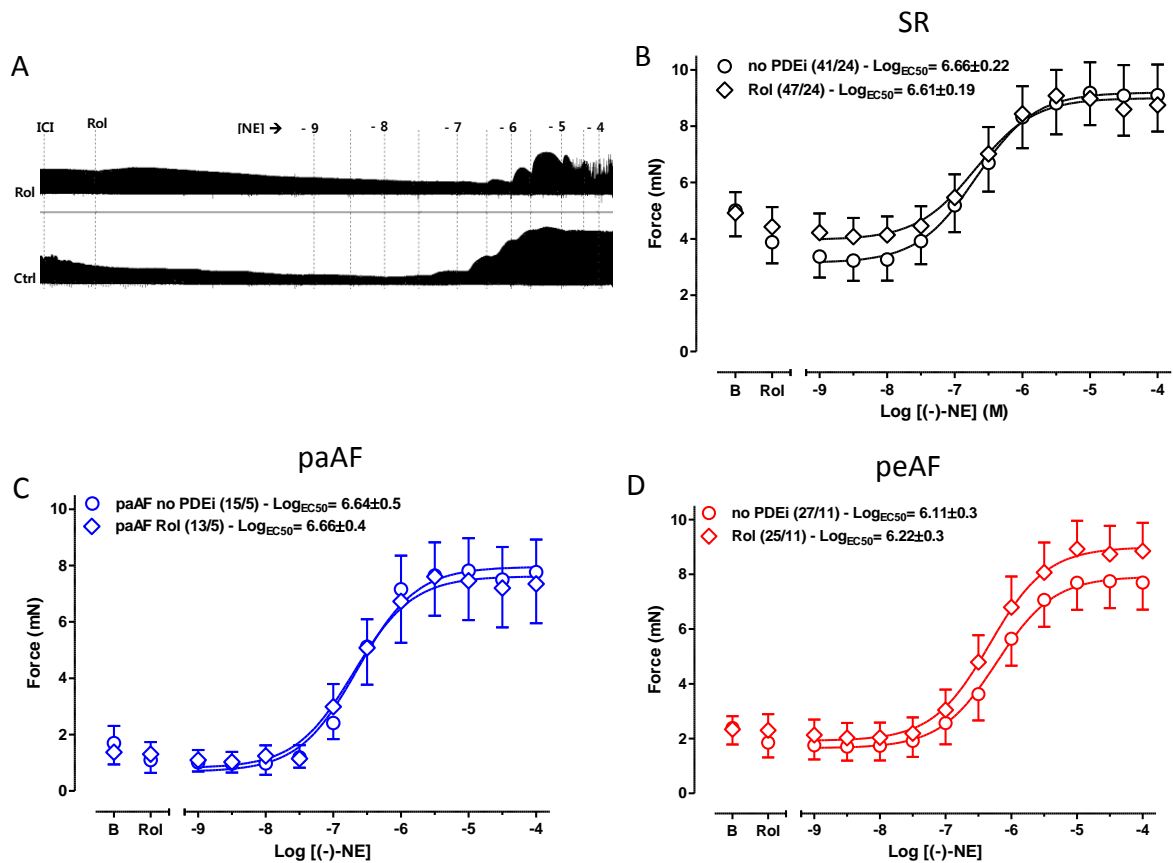 A
ICI Rol [NE] → - 9 - 8 - 7 - 6 - 5 - 4
Rol
Ctrl
SR
B
no PDEi (41/24) - LogEC50= 6.66±0.22
Rol (47/24) - LogEC50= 6.61±0.19
10
8
6
4
2
0
Force (mN)
B Rol -9 -8 -7 -6 -5 -4
Log [(-)-NE] (M)
paAF
C
paAF no PDEi (15/5) - LogEC50= 6.64±0.5
paAF Rol (13/5) - LogEC50= 6.66±0.4
10
8
6
4
2
0
Force (mN)
B Rol -9 -8 -7 -6 -5 -4
Log [(-)-NE]
peAF
D
no PDEi (27/11) - LogEC50= 6.11±0.3
Rol (25/11) - LogEC50= 6.22±0.3
10
8
6
4
2
0
Force (mN)
B Rol -9 -8 -7 -6 -5 -4
Log [(-)-NE]